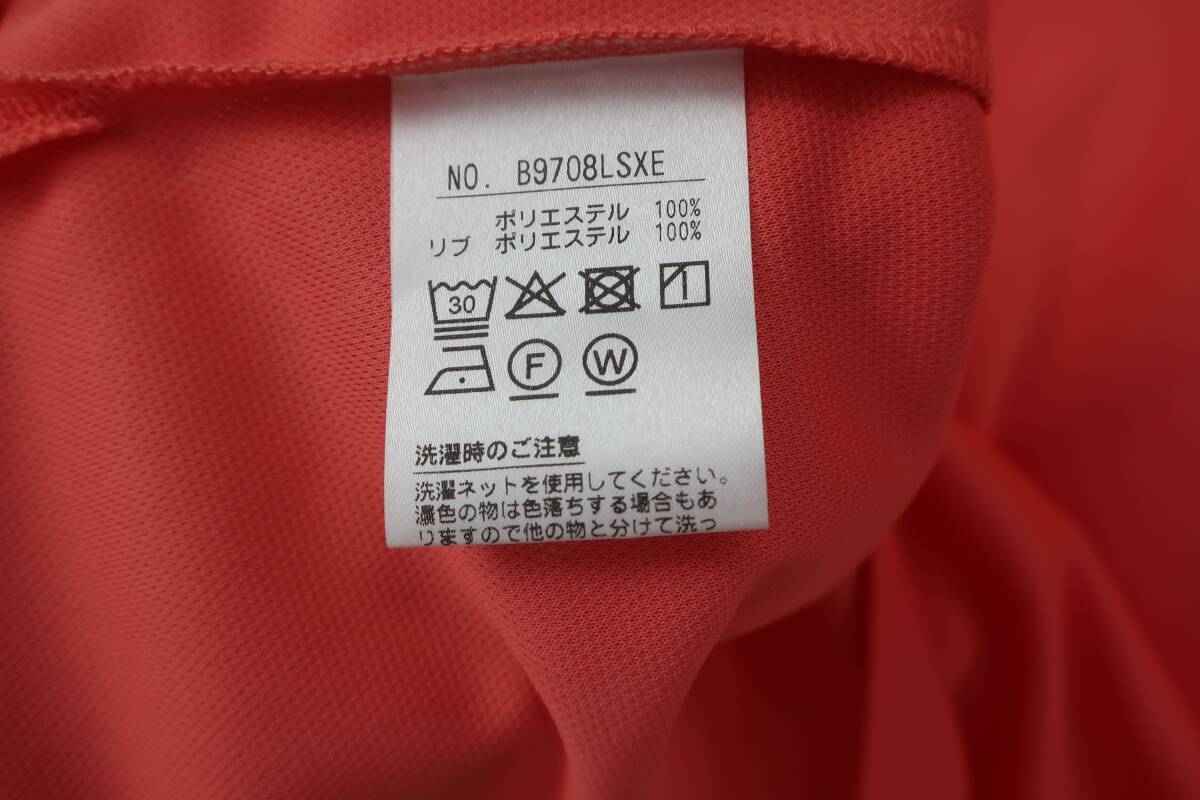 NO. B9708LSXE
ポリエステル 100%
リブ ポリエステル 100%
30
F W
洗濯時のご注意
洗濯ネットを使用してください。
濃色の物は色落ちする場合もあ
りますので他の物と分けて洗っ